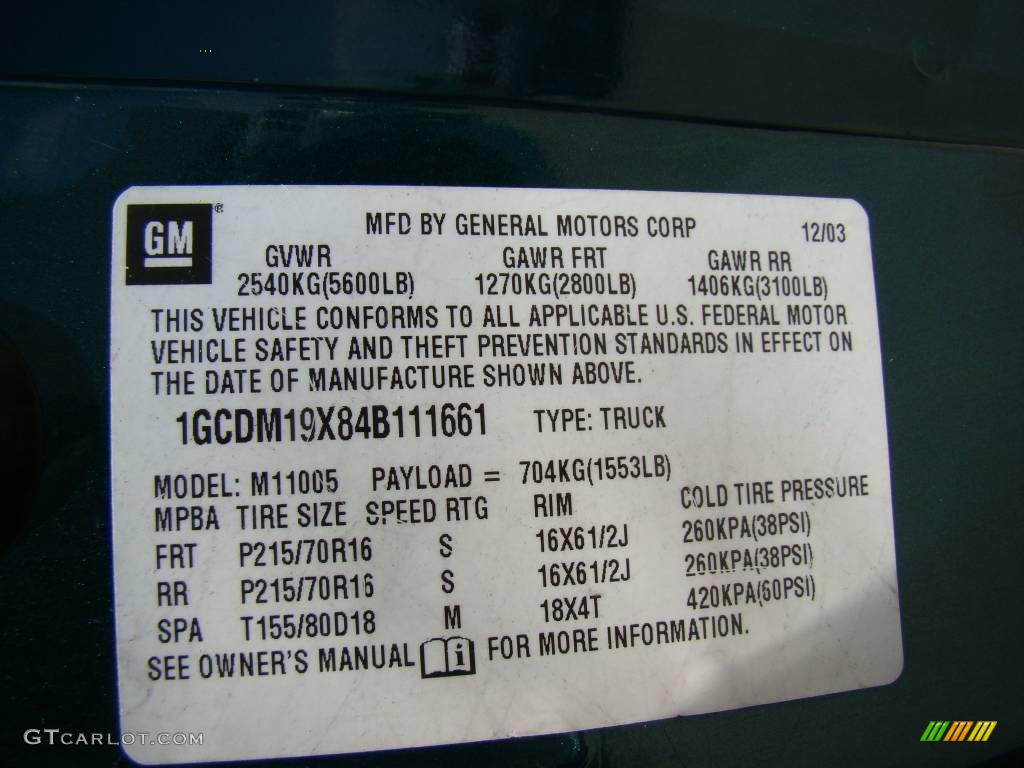 GM®
MFD BY GENERAL MOTORS CORP 12/03
GVWR GAWR FRT GAWR RR
2540KG(5600LB) 1270KG(2800LB) 1406KG(3100LB)
THIS VEHICLE CONFORMS TO ALL APPLICABLE U.S. FEDERAL MOTOR
VEHICLE SAFETY AND THEFT PREVENTION STANDARDS IN EFFECT ON
THE DATE OF MANUFACTURE SHOWN ABOVE.
1GCDM19X84B111661 TYPE: TRUCK
MODEL: M11005 PAYLOAD = 704KG(1553LB)
MPBA TIRE SIZE SPEED RTG RIM COLD TIRE PRESSURE
FRT P215/70R16 S 16X61/2J 260KPA(38PSI)
RR P215/70R16 S 16X61/2J 260KPA(38PSI)
SPA T155/80D18 M 18X4T 420KPA(60PSI)
SEE OWNER'S MANUAL i FOR MORE INFORMATION.
GTCARLOT.COM